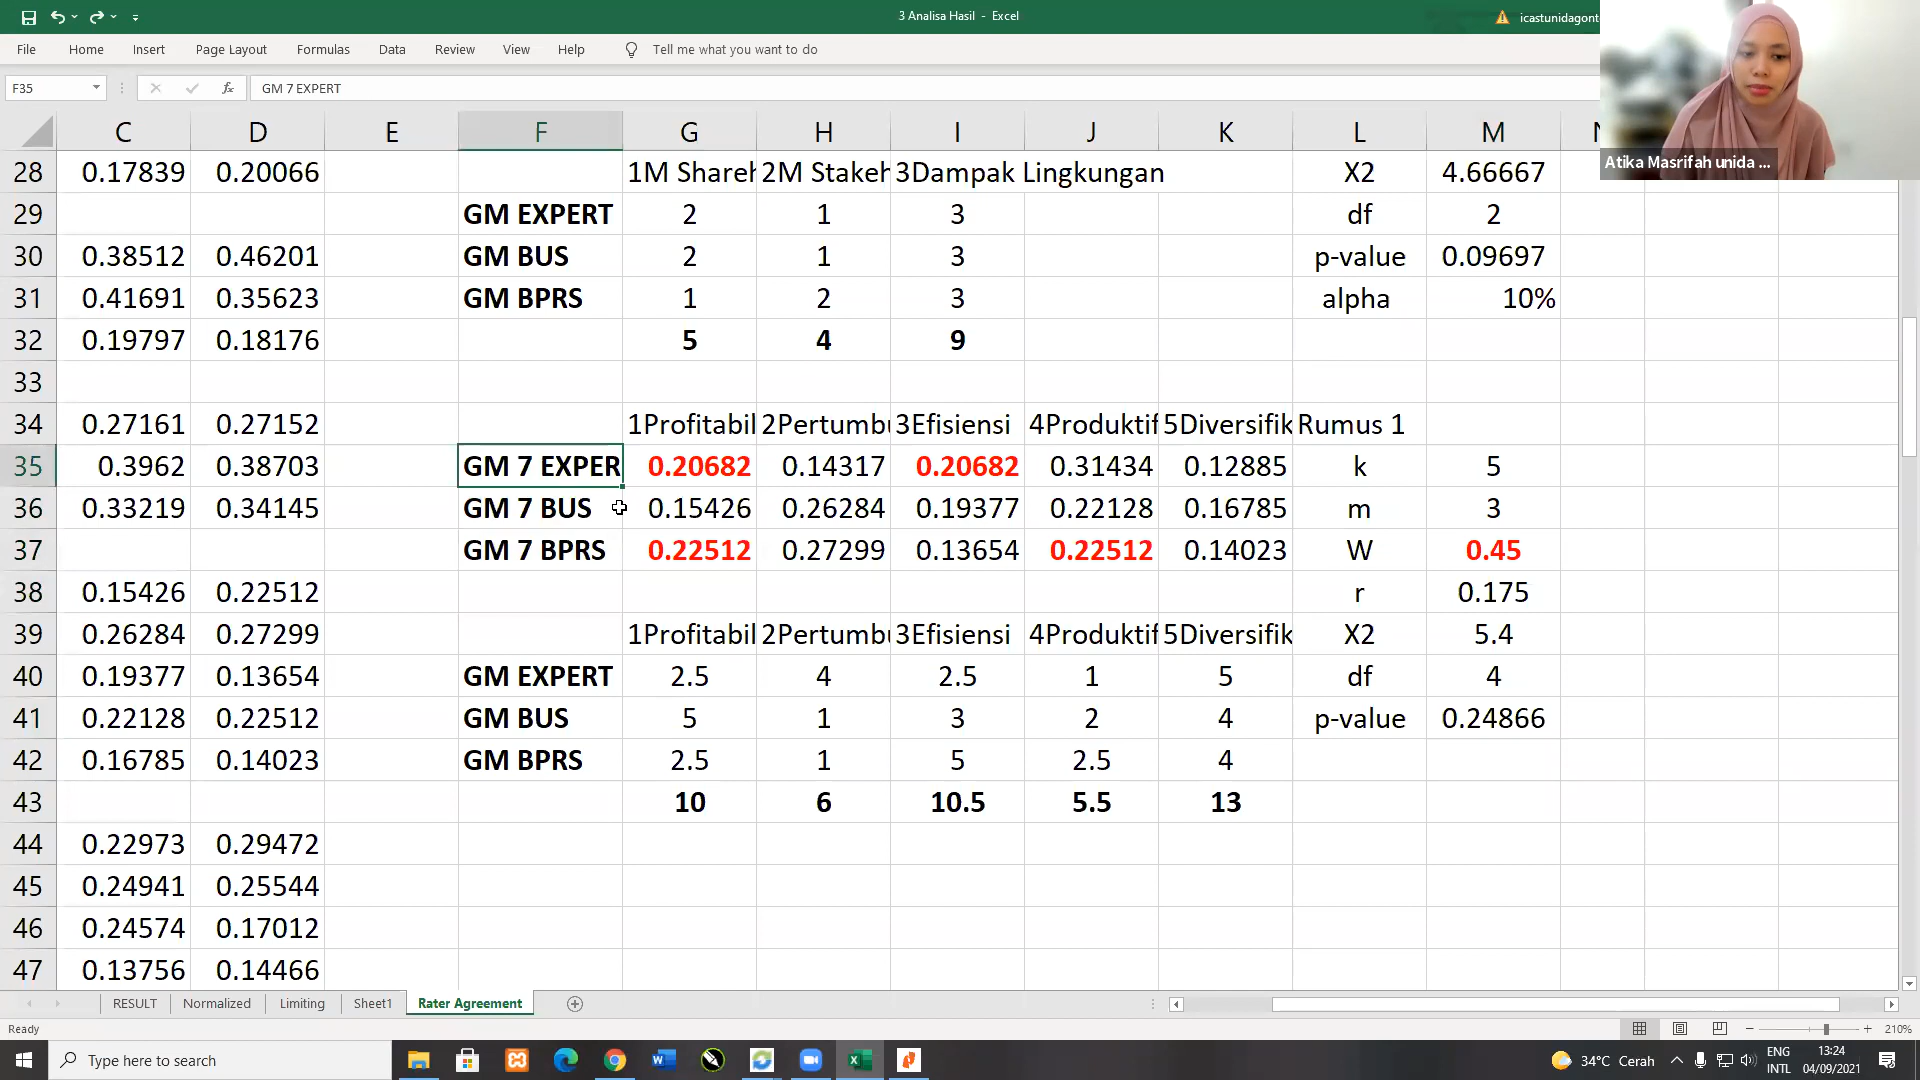 3 Analisa Hasil - Excel
icastunidagont
File Home Insert Page Layout Formulas Data Review View Help Tell me what you want to do
F35 fx GM 7 EXPERT
Atika Masrifah unida ...
C D E F G H I J K L M
28 0.17839 0.20066 1M Shareh 2M Stakeh 3Dampak Lingkungan X2 4.66667
29 GM EXPERT 2 1 3 df 2
30 0.38512 0.46201 GM BUS 2 1 3 p-value 0.09697
31 0.41691 0.35623 GM BPRS 1 2 3 alpha 10%
32 0.19797 0.18176 5 4 9
33
34 0.27161 0.27152 1Profitabil 2Pertumbu 3Efisiensi 4Produktif 5Diversifik Rumus 1
35 0.3962 0.38703 GM 7 EXPER 0.20682 0.14317 0.20682 0.31434 0.12885 k 5
36 0.33219 0.34145 GM 7 BUS 0.15426 0.26284 0.19377 0.22128 0.16785 m 3
37 GM 7 BPRS 0.22512 0.27299 0.13654 0.22512 0.14023 W 0.45
38 0.15426 0.22512 r 0.175
39 0.26284 0.27299 1Profitabil 2Pertumbu 3Efisiensi 4Produktif 5Diversifik X2 5.4
40 0.19377 0.13654 GM EXPERT 2.5 4 2.5 1 5 df 4
41 0.22128 0.22512 GM BUS 5 1 3 2 4 p-value 0.24866
42 0.16785 0.14023 GM BPRS 2.5 1 5 2.5 4
43 10 6 10.5 5.5 13
44 0.22973 0.29472
45 0.24941 0.25544
46 0.24574 0.17012
47 0.13756 0.14466
RESULT Normalized Limiting Sheet1 Rater Agreement
Ready 210%
Type here to search 34°C Cerah ENG 13:24
INTL 04/09/2021